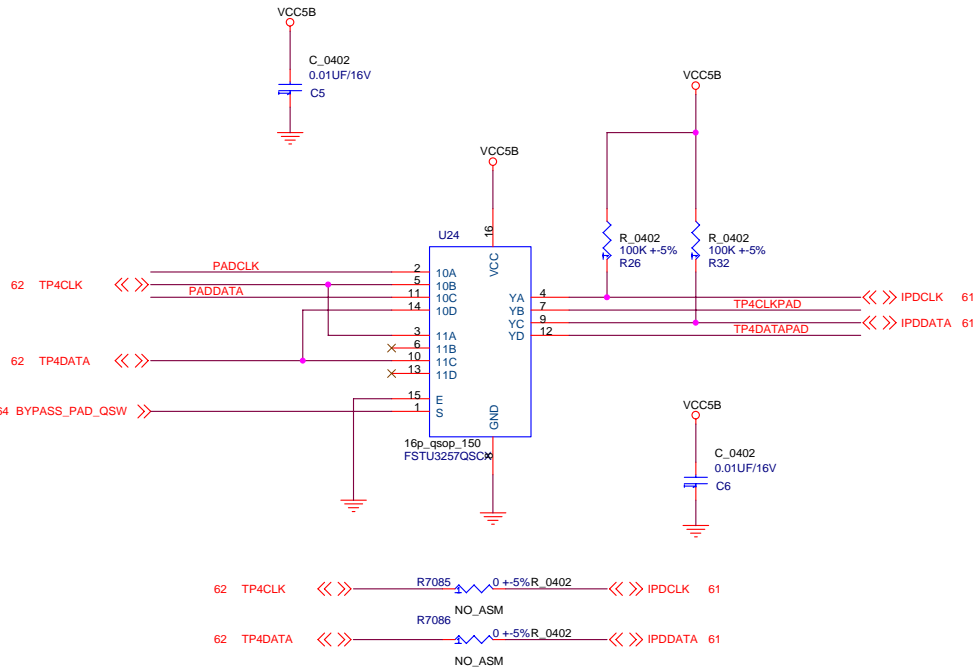 VCC5B
C_0402
0.01UF/16V
C5
VCC5B
VCC5B
U24
16
VCC
R_0402
100K +-5%
R26
R_0402
100K +-5%
R32
PADCLK
2
10A
62 TP4CLK
5
10B
PADDATA
11
10C
14
10D
3
11A
6
11B
62 TP4DATA
10
11C
13
11D
15
E
64 BYPASS_PAD_QSW
1
S
YA
4
IPDCLK 61
YB
7
TP4CLKPAD
YC
9
IPDDATA 61
YD
12
TP4DATAPAD
GND
16p_qsop_150
FSTU3257QSC
VCC5B
C_0402
0.01UF/16V
C6
62 TP4CLK
R7085
1
0 +-5%
R_0402
IPDCLK 61
NO_ASM
62 TP4DATA
R7086
1
0 +-5%
R_0402
IPDDATA 61
NO_ASM